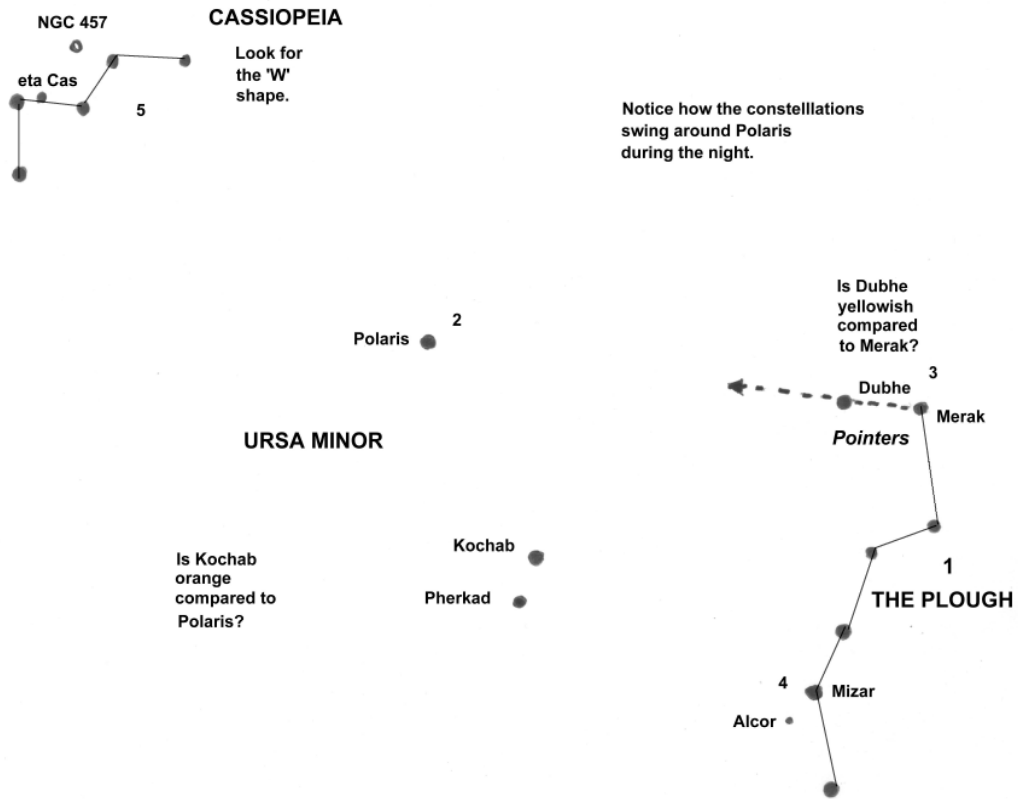 NGC 457
CASSIOPEIA
Look for
the 'W'
shape.
eta Cas
5
Notice how the constelllations
swing around Polaris
during the night.
Is Dubhe
yellowish
compared
to Merak?
2
Polaris
3
Dubhe
Merak
Pointers
URSA MINOR
Kochab
Is Kochab
orange
compared to
Polaris?
Pherkad
1
THE PLOUGH
4
Mizar
Alcor